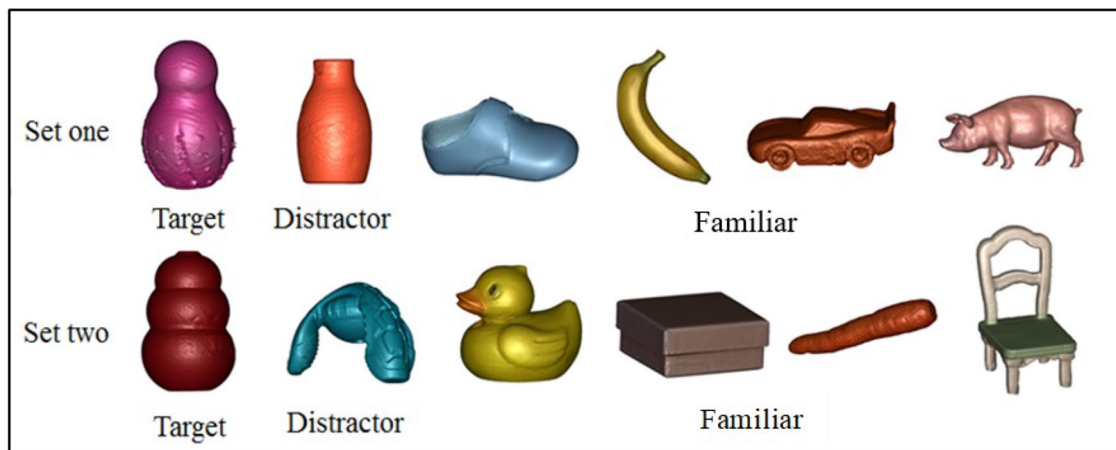 Set one
Target
Distractor
Familiar
Set two
Target
Distractor
Familiar